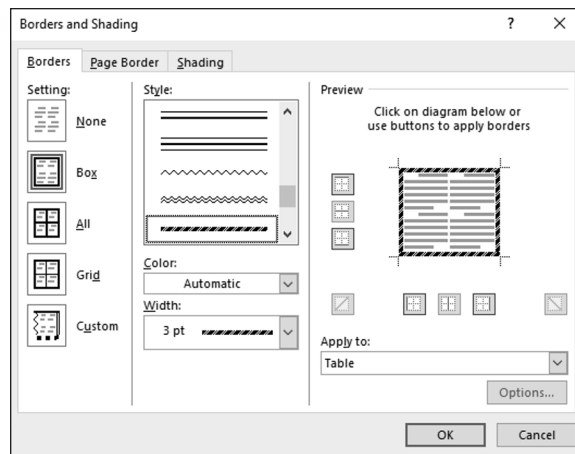 Borders and Shading
? ×
Borders Page Border Shading
Setting:
None
Box
All
Grid
Custom
Style:
Color:
Automatic
Width:
3 pt
Preview
Click on diagram below or
use buttons to apply borders
Apply to:
Table
Options...
OK Cancel